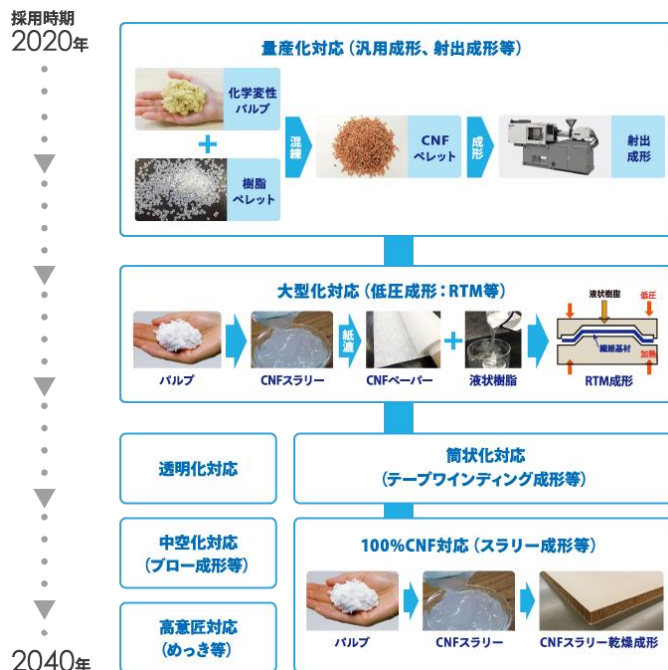 採用時期
2020年
量産化対応（汎用成形、射出成形等）
化学変性
パルプ
+
樹脂
ペレット
混練
CNF
ペレット
成形
射出
成形
大型化対応（低圧成形：RTM等）
パルプ
CNFスラリー
紙漉
CNFペーパー
+
液状樹脂
液状樹脂
低圧
繊維基材
加熱
RTM成形
透明化対応
筒状化対応
（テープワインディング成形等）
中空化対応
（ブロー成形等）
100%CNF対応（スラリー成形等）
パルプ
CNFスラリー
CNFスラリー乾燥成形
高意匠対応
（めっき等）
2040年